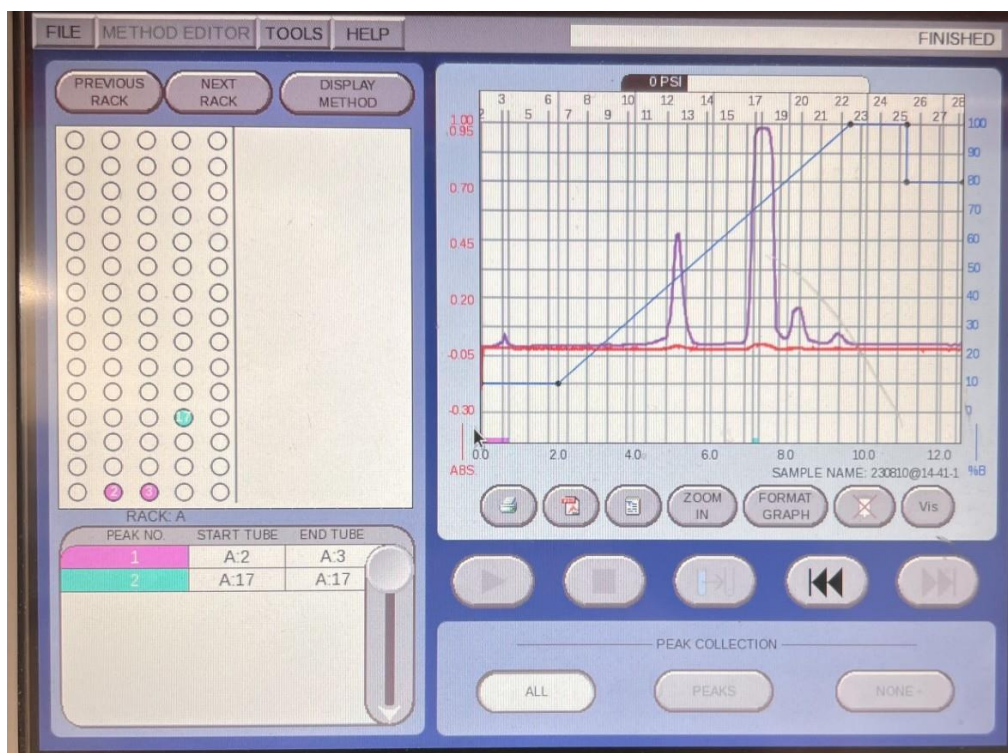 FILE METHOD EDITOR TOOLS HELP
FINISHED
PREVIOUS RACK
NEXT RACK
DISPLAY METHOD
17
2 3
RACK: A
PEAK NO. START TUBE END TUBE
1 A:2 A:3
2 A:17 A:17
0 PSI
3 6 8 10 12 14 17 20 22 24 26 28
2 5 7 9 11 13 15 19 21 23 25 27
1.00
0.95
0.70
0.45
0.20
-0.05
-0.30
ABS
100
90
80
70
60
50
40
30
20
10
0
%B
0.0 2.0 4.0 6.0 8.0 10.0 12.0
SAMPLE NAME: 230810@14-41-1
ZOOM IN
FORMAT GRAPH
Vis
PEAK COLLECTION
ALL PEAKS NONE